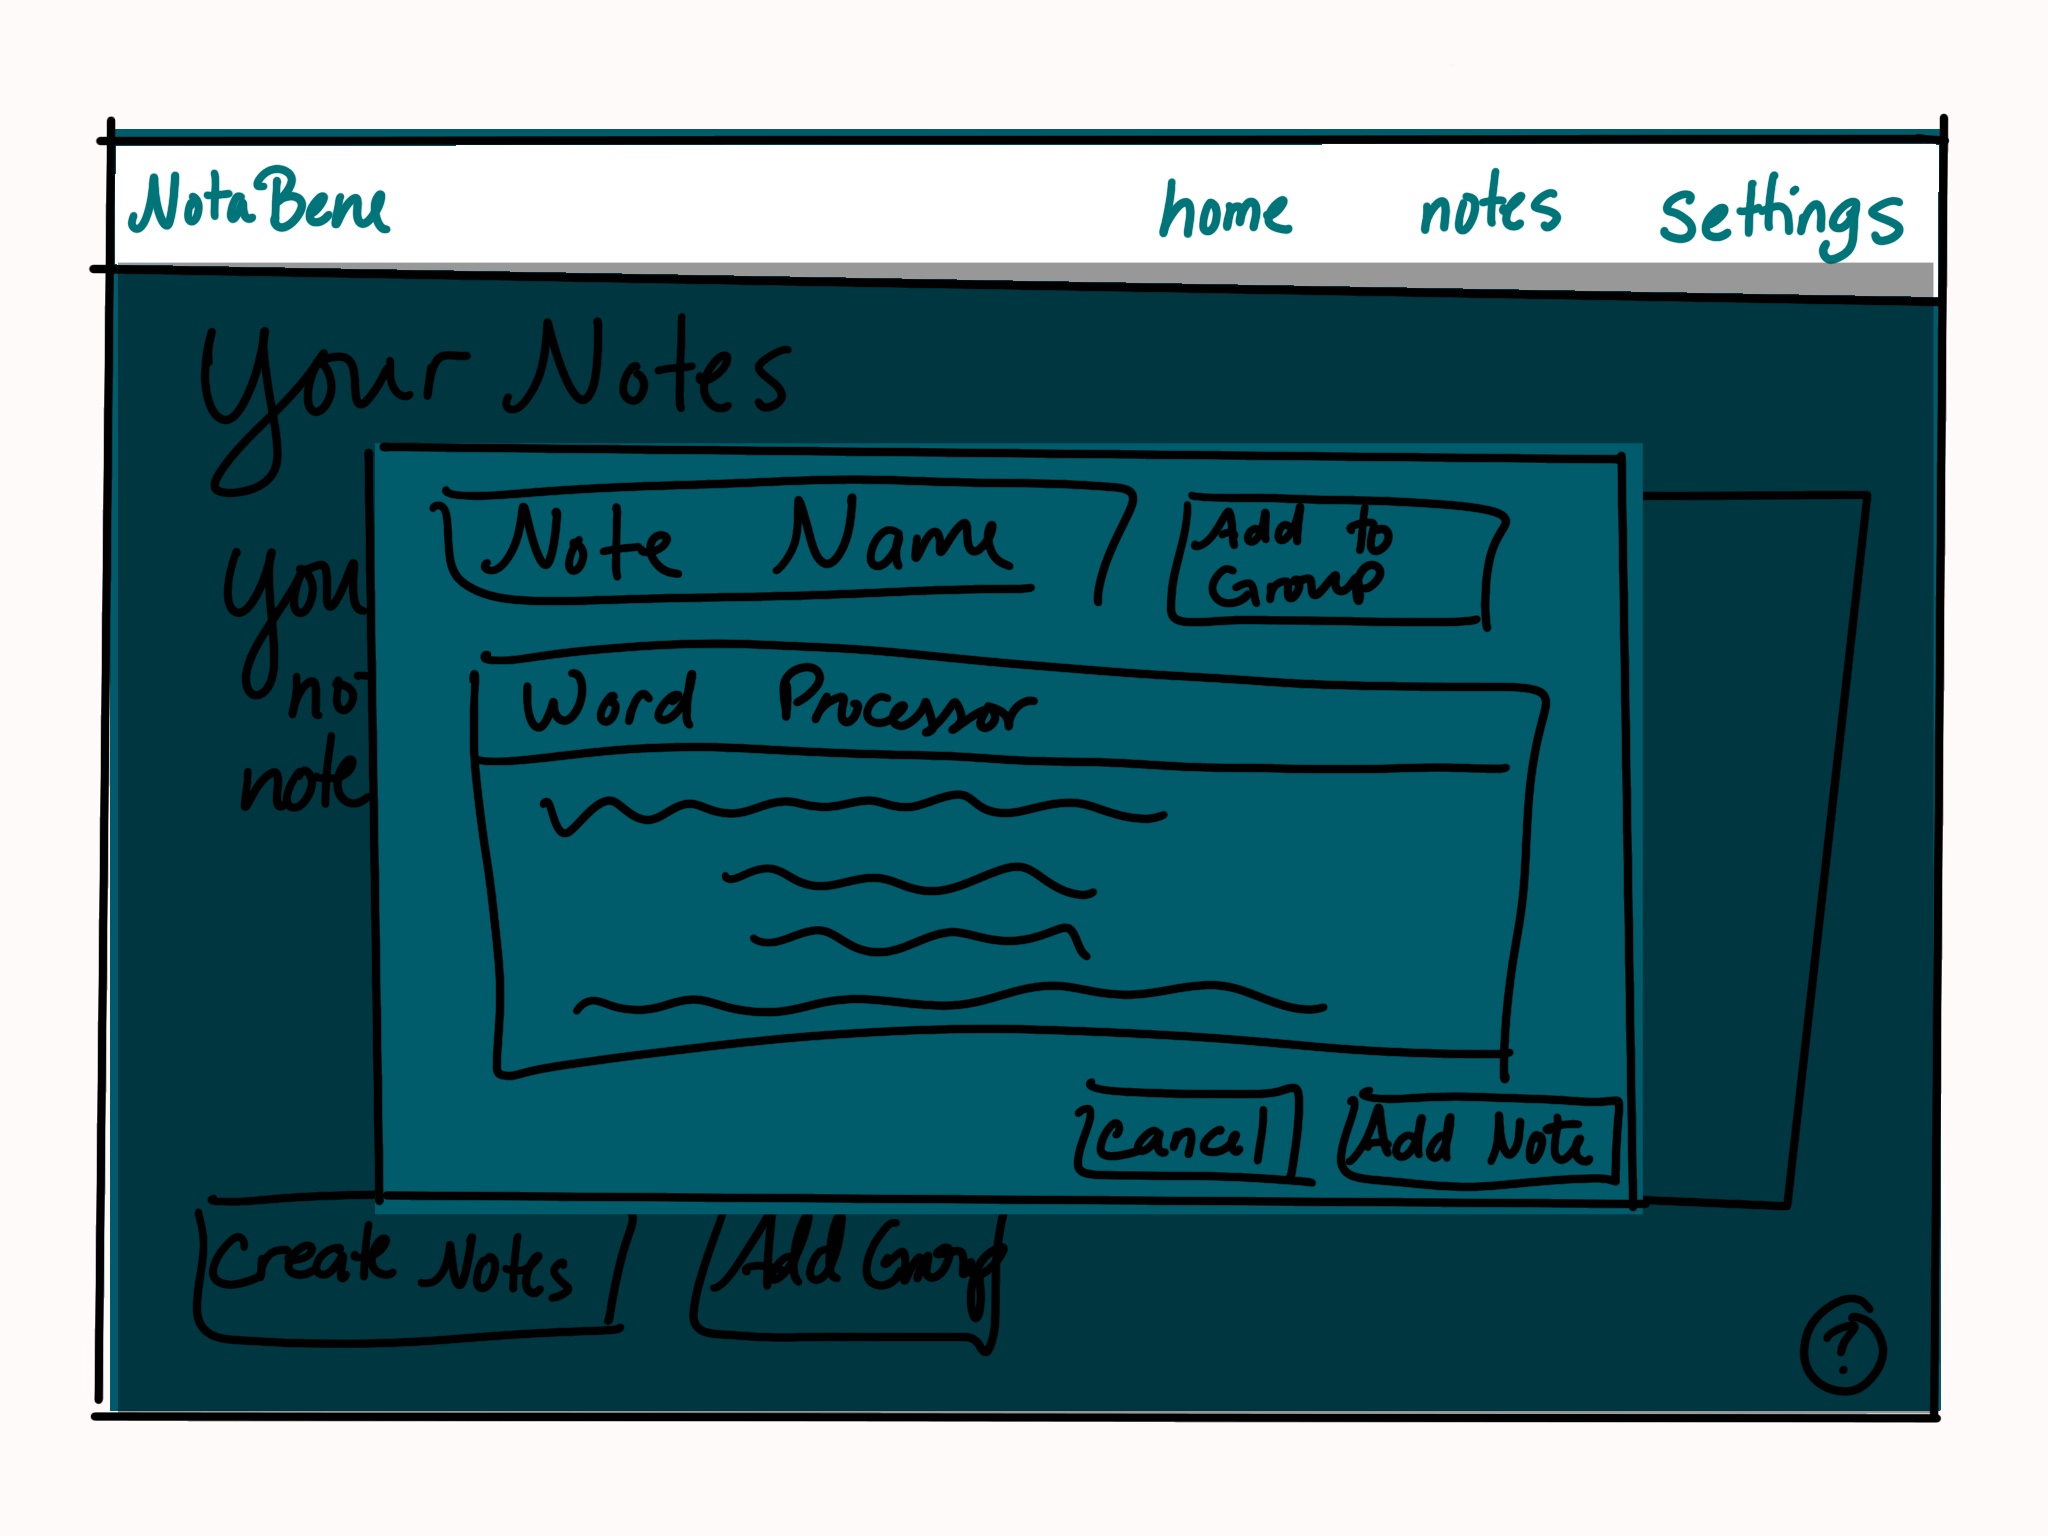 NotaBene home notes settings
Your Notes
Note Name
Add to
Group
you
no
note
Word Processor
Cancel
Add Note
Create Notes
Add Group
?